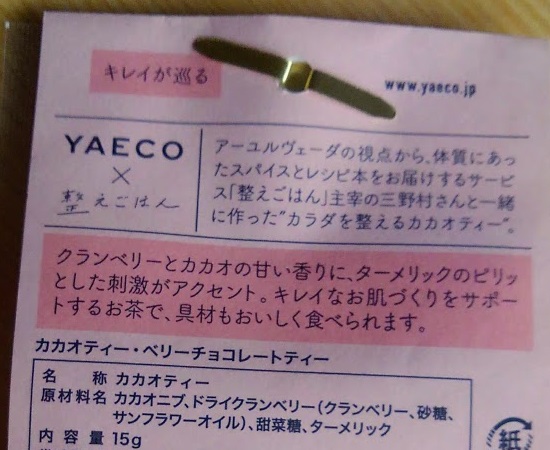 キレイが巡る
www.yaeco.jp
YAECO
×
整えごはん
アーユルヴェーダの視点から、体質にあっ
たスパイスとレシピ本をお届けするサービ
ス「整えごはん」主宰の三野村さんと一緒
に作った"カラダを整えるカカオティー"。
クランベリーとカカオの甘い香りに、ターメリックのピリッ
とした刺激がアクセント。キレイなお肌づくりをサポー
トするお茶で、具材もおいしく食べられます。
カカオティー・ベリーチョコレートティー
名 称 カカオティー
原材料名 カカオニブ、ドライクランベリー(クランベリー、砂糖、
サンフラワーオイル)、甜菜糖、ターメリック
内 容 量 15g
紙